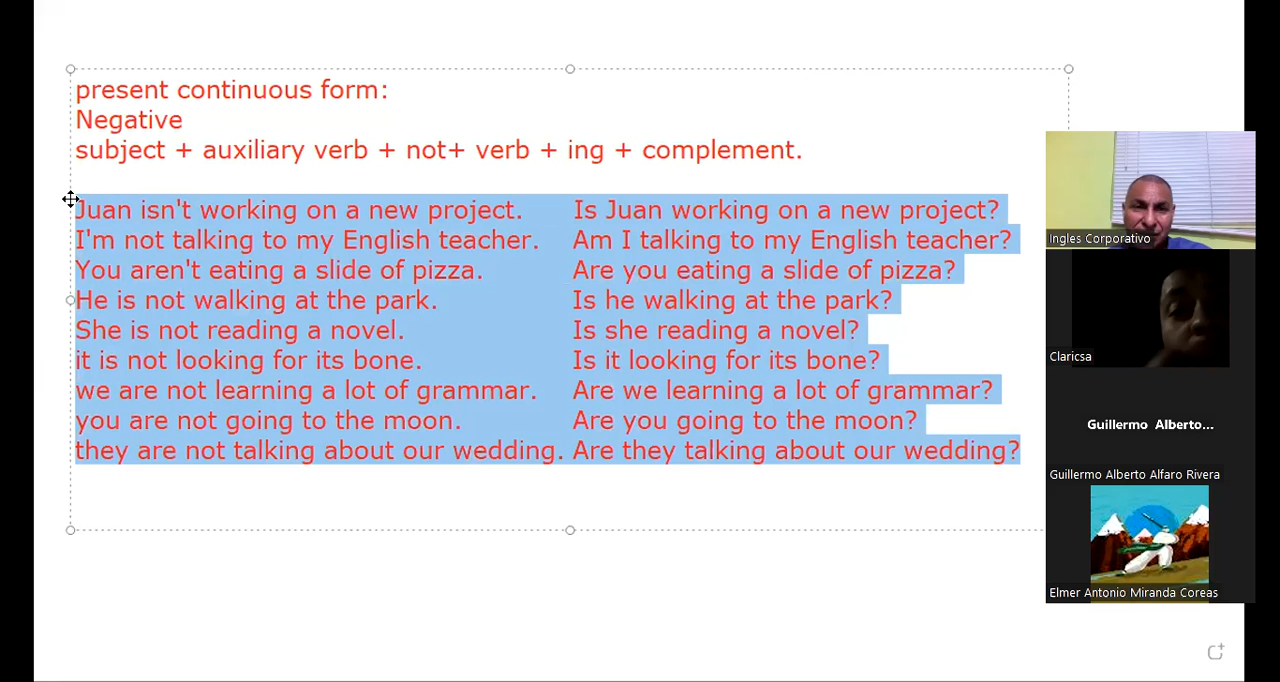 present continuous form:
Negative
subject + auxiliary verb + not+ verb + ing + complement.
Juan isn't working on a new project. Is Juan working on a new project?
I'm not talking to my English teacher. Am I talking to my English teacher?
You aren't eating a slide of pizza. Are you eating a slide of pizza?
He is not walking at the park. Is he walking at the park?
She is not reading a novel. Is she reading a novel?
it is not looking for its bone. Is it looking for its bone?
we are not learning a lot of grammar. Are we learning a lot of grammar?
you are not going to the moon. Are you going to the moon?
they are not talking about our wedding. Are they talking about our wedding?
Ingles Corporativo
Claricsa
Guillermo Alberto...
Guillermo Alberto Alfaro Rivera
Elmer Antonio Miranda Coreas